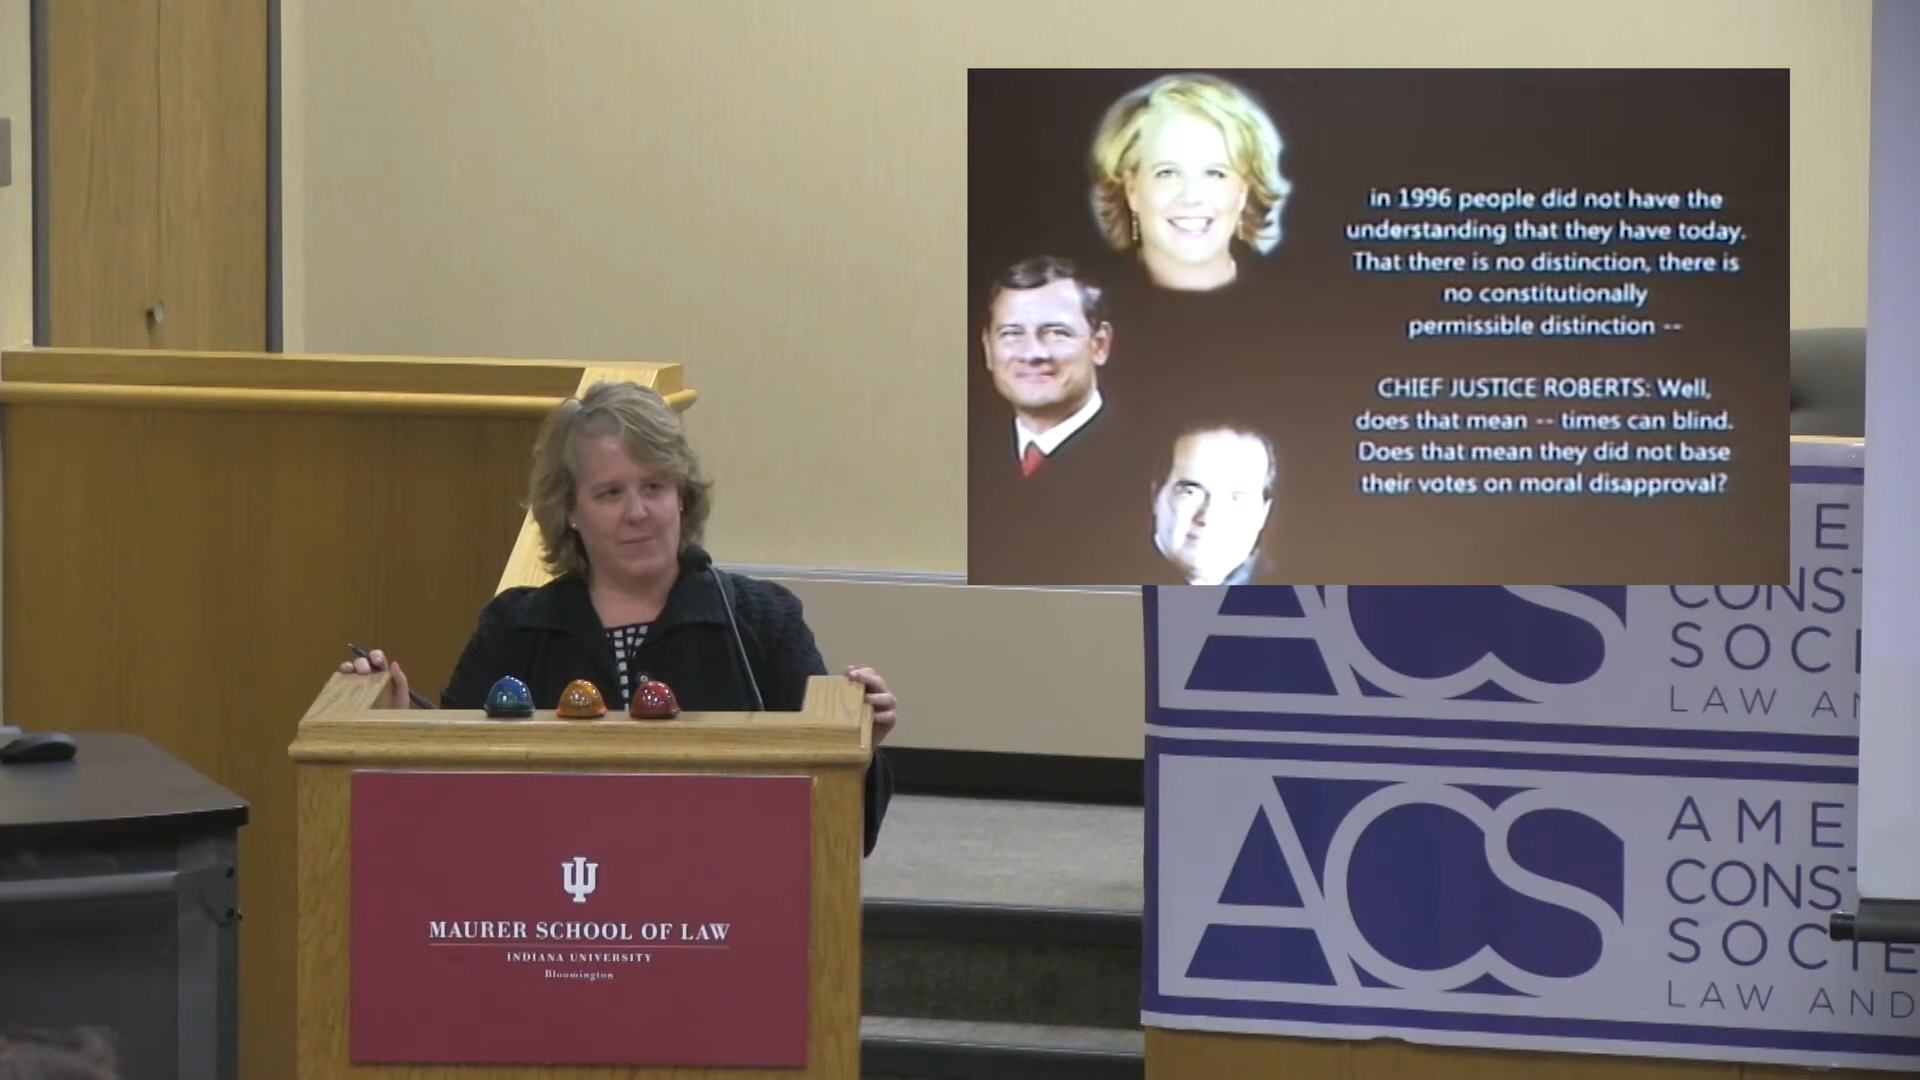 in 1996 people did not have the
understanding that they have today.
That there is no distinction, there is
no constitutionally
permissible distinction --
CHIEF JUSTICE ROBERTS: Well,
does that mean -- times can blind.
Does that mean they did not base
their votes on moral disapproval?
E
ACS
CONST
SOCI
LAW AN
ACS
AME
CONST
SOCIE
LAW AND
MAURER SCHOOL OF LAW
INDIANA UNIVERSITY
Bloomington